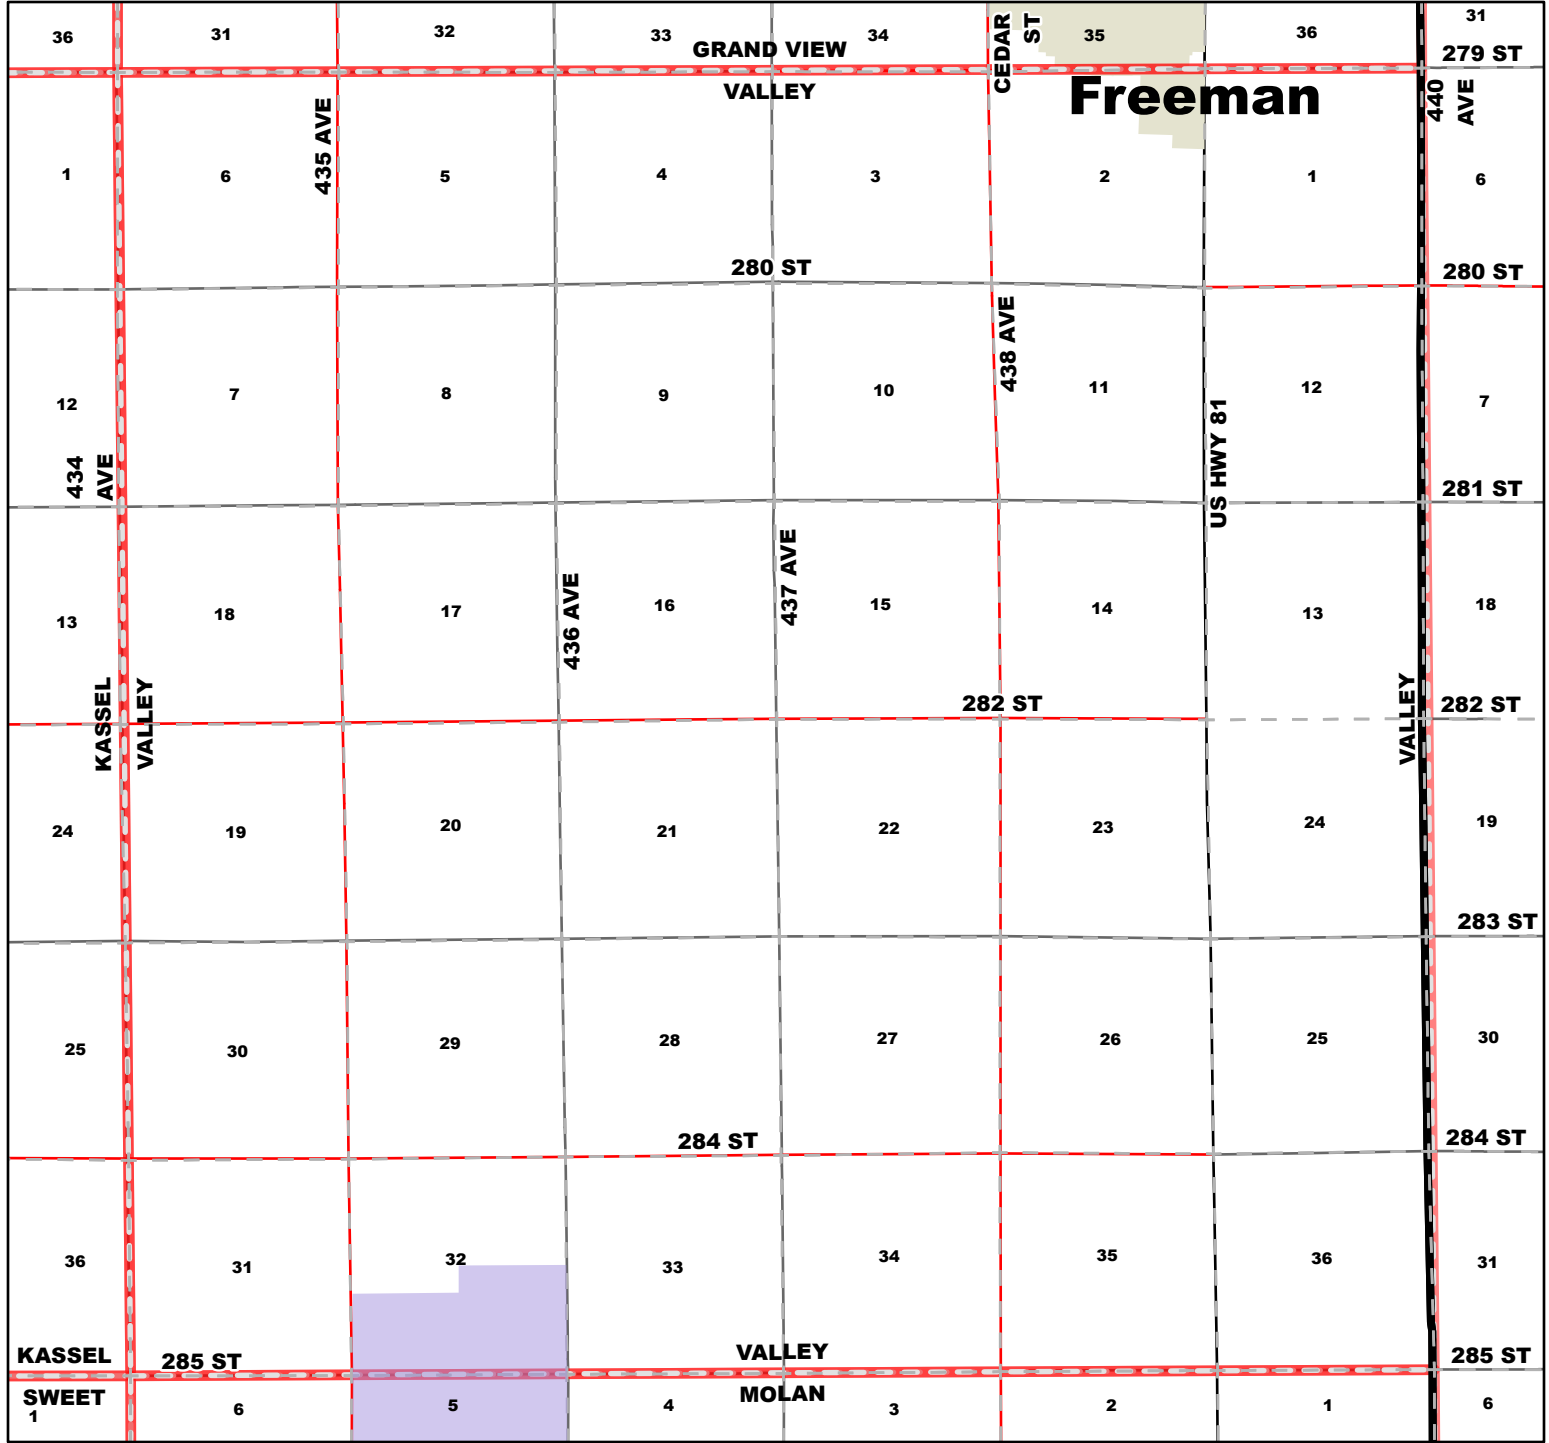 36
31
32
33
34
CEDAR ST
35
36
31
GRAND VIEW
279 ST
VALLEY
Freeman
440 AVE
435 AVE
1
6
5
4
3
2
1
6
280 ST
280 ST
438 AVE
12
7
8
9
10
11
12
7
434 AVE
US HWY 81
281 ST
437 AVE
436 AVE
13
18
17
16
15
14
13
18
KASSEL
VALLEY
282 ST
VALLEY
282 ST
24
19
20
21
22
23
24
19
283 ST
25
30
29
28
27
26
25
30
284 ST
284 ST
36
31
32
33
34
35
36
31
KASSEL
285 ST
VALLEY
285 ST
SWEET
MOLAN
1
6
5
4
3
2
1
6